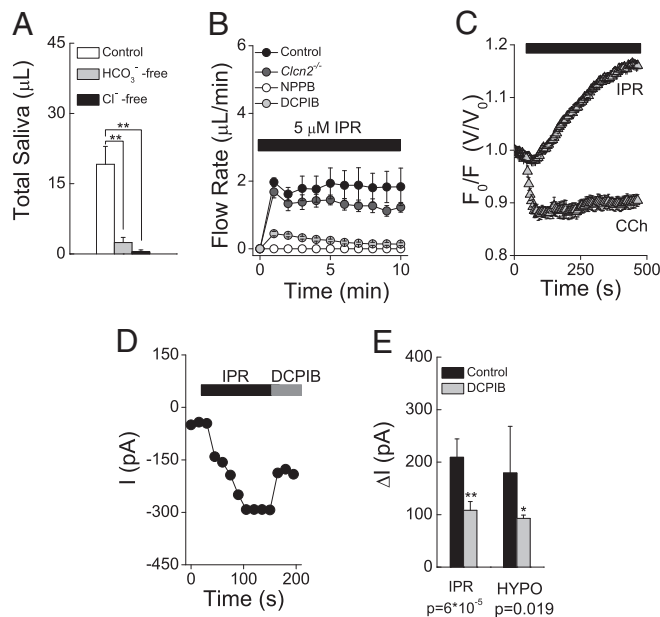 A
Total Saliva (μL)
45
30
15
0
Control
HCO₃⁻-free
Cl⁻-free
**
**
B
Flow Rate (μL/min)
6
4
2
0
Control
Clcn2⁻/⁻
NPPB
DCPIB
5 μM IPR
0 5 10
Time (min)
C
F₀/F (V/V₀)
1.2
1.1
1.0
0.9
0.8
IPR
CCh
0 250 500
Time (s)
D
I (pA)
150
0
-150
-300
-450
IPR DCPIB
0 100 200
Time (s)
E
ΔI (pA)
400
300
200
100
0
Control
DCPIB
**
*
IPR HYPO
p=6*10⁻⁵ p=0.019